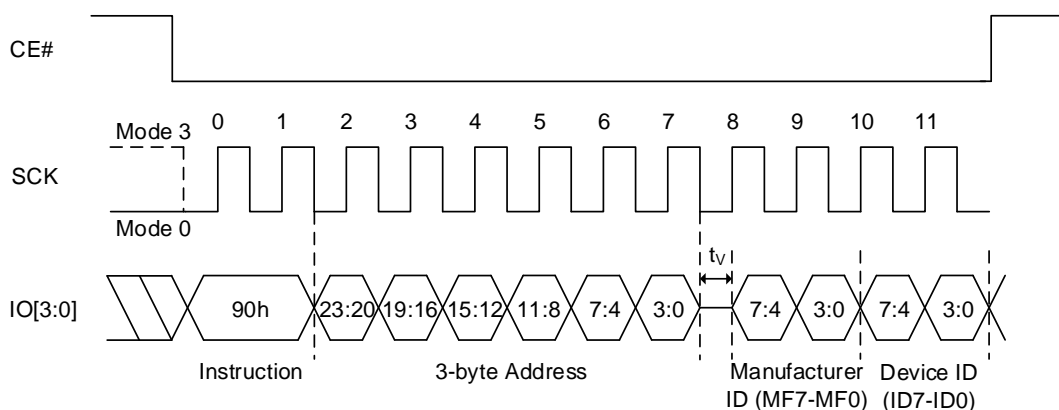 CE#
0 1 2 3 4 5 6 7 8 9 10 11
Mode 3
SCK
Mode 0
tV
IO[3:0]
90h 23:20 19:16 15:12 11:8 7:4 3:0 7:4 3:0 7:4 3:0
Instruction
3-byte Address
Manufacturer
ID (MF7-MF0)
Device ID
(ID7-ID0)